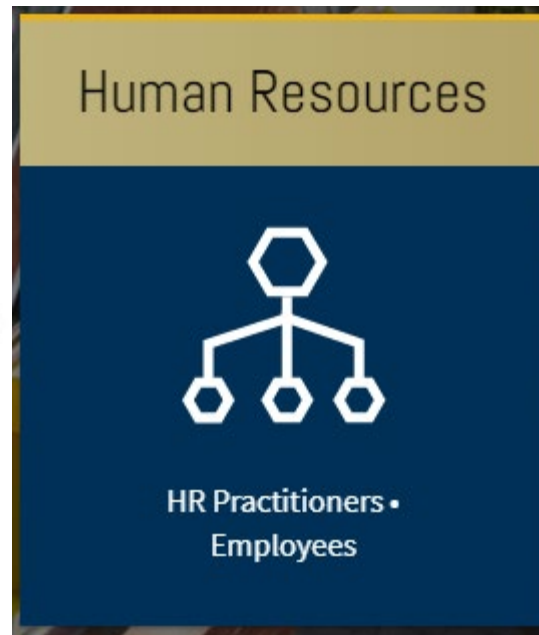 Human Resources
HR Practitioners •
Employees